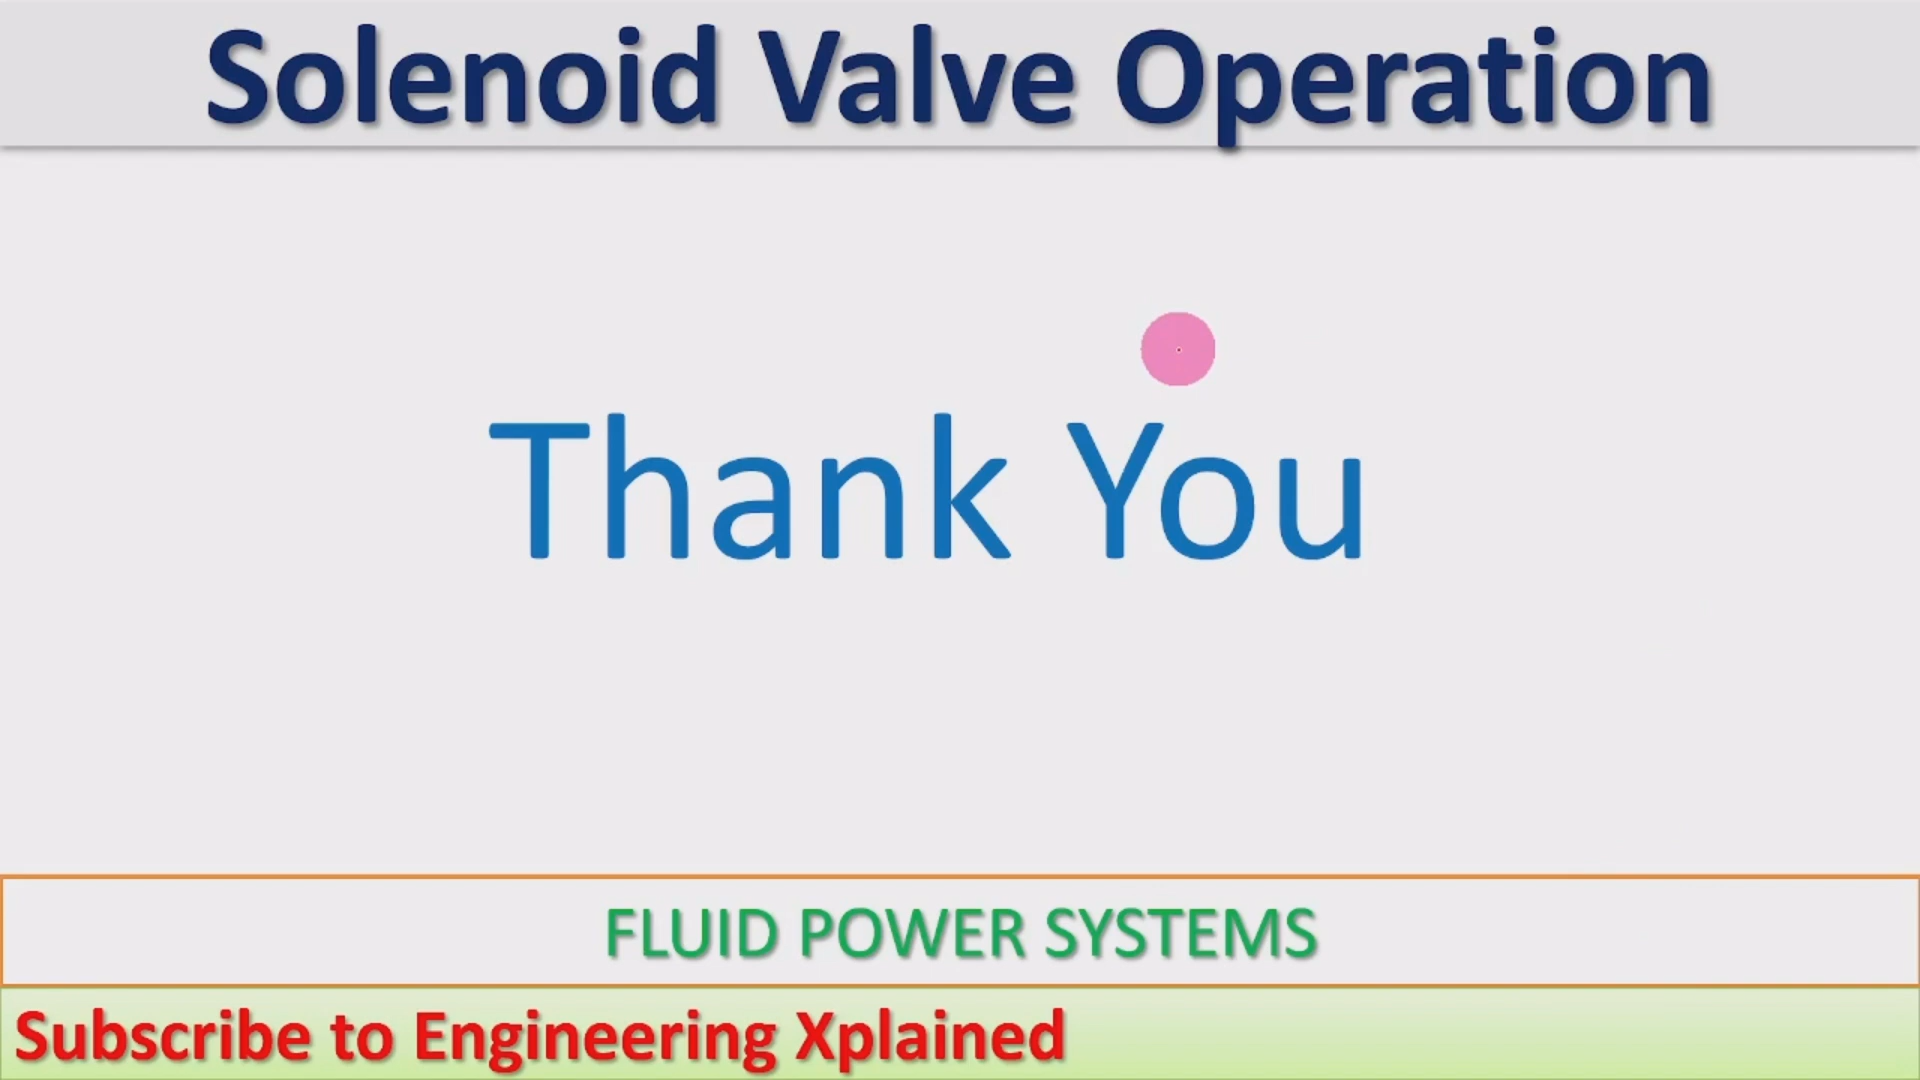 Solenoid Valve Operation
Thank You
FLUID POWER SYSTEMS
Subscribe to Engineering Xplained